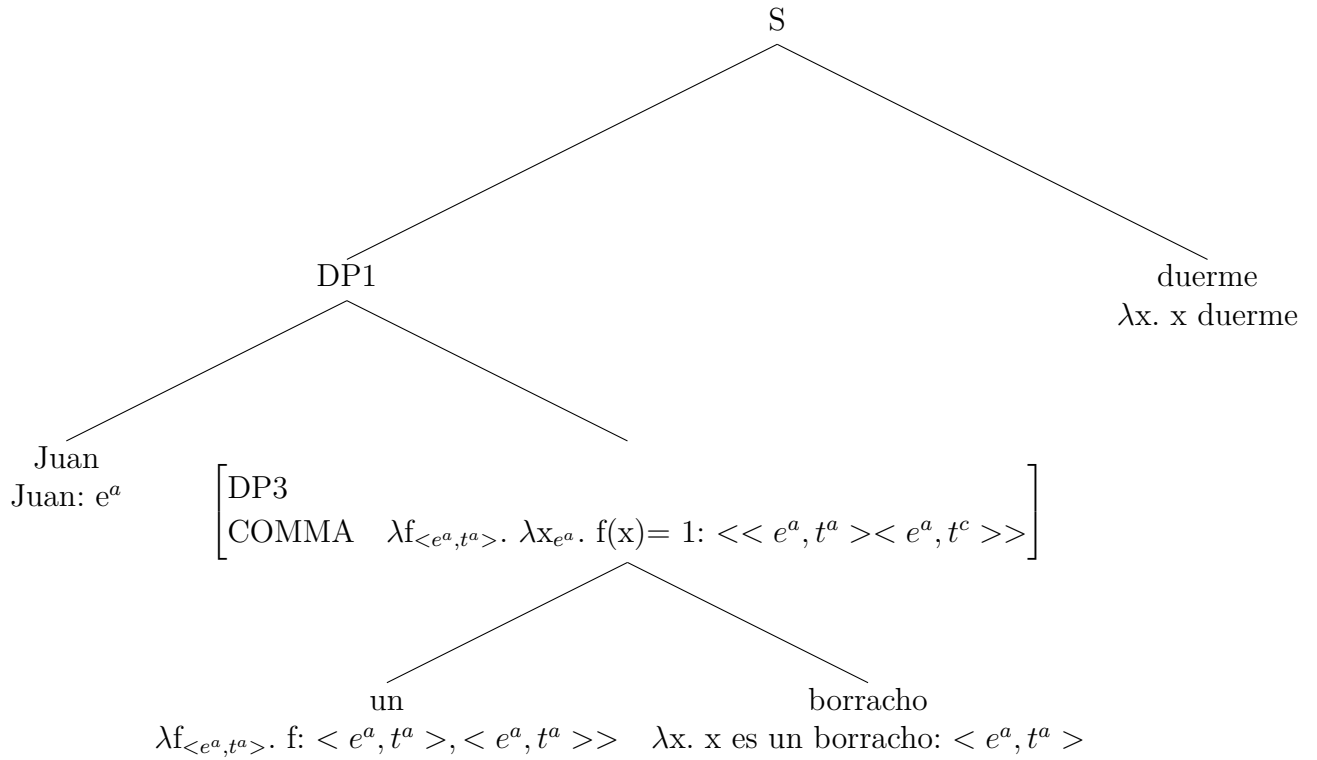 S
DP1
duerme
λx. x duerme
Juan
Juan: e^a
DP3
COMMA λf_{<e^a,t^a>}. λx_{e^a}. f(x)= 1: << e^a, t^a >< e^a, t^c >>
un
borracho
λf_{<e^a,t^a>}. f: < e^a, t^a >, < e^a, t^a >>
λx. x es un borracho: < e^a, t^a >